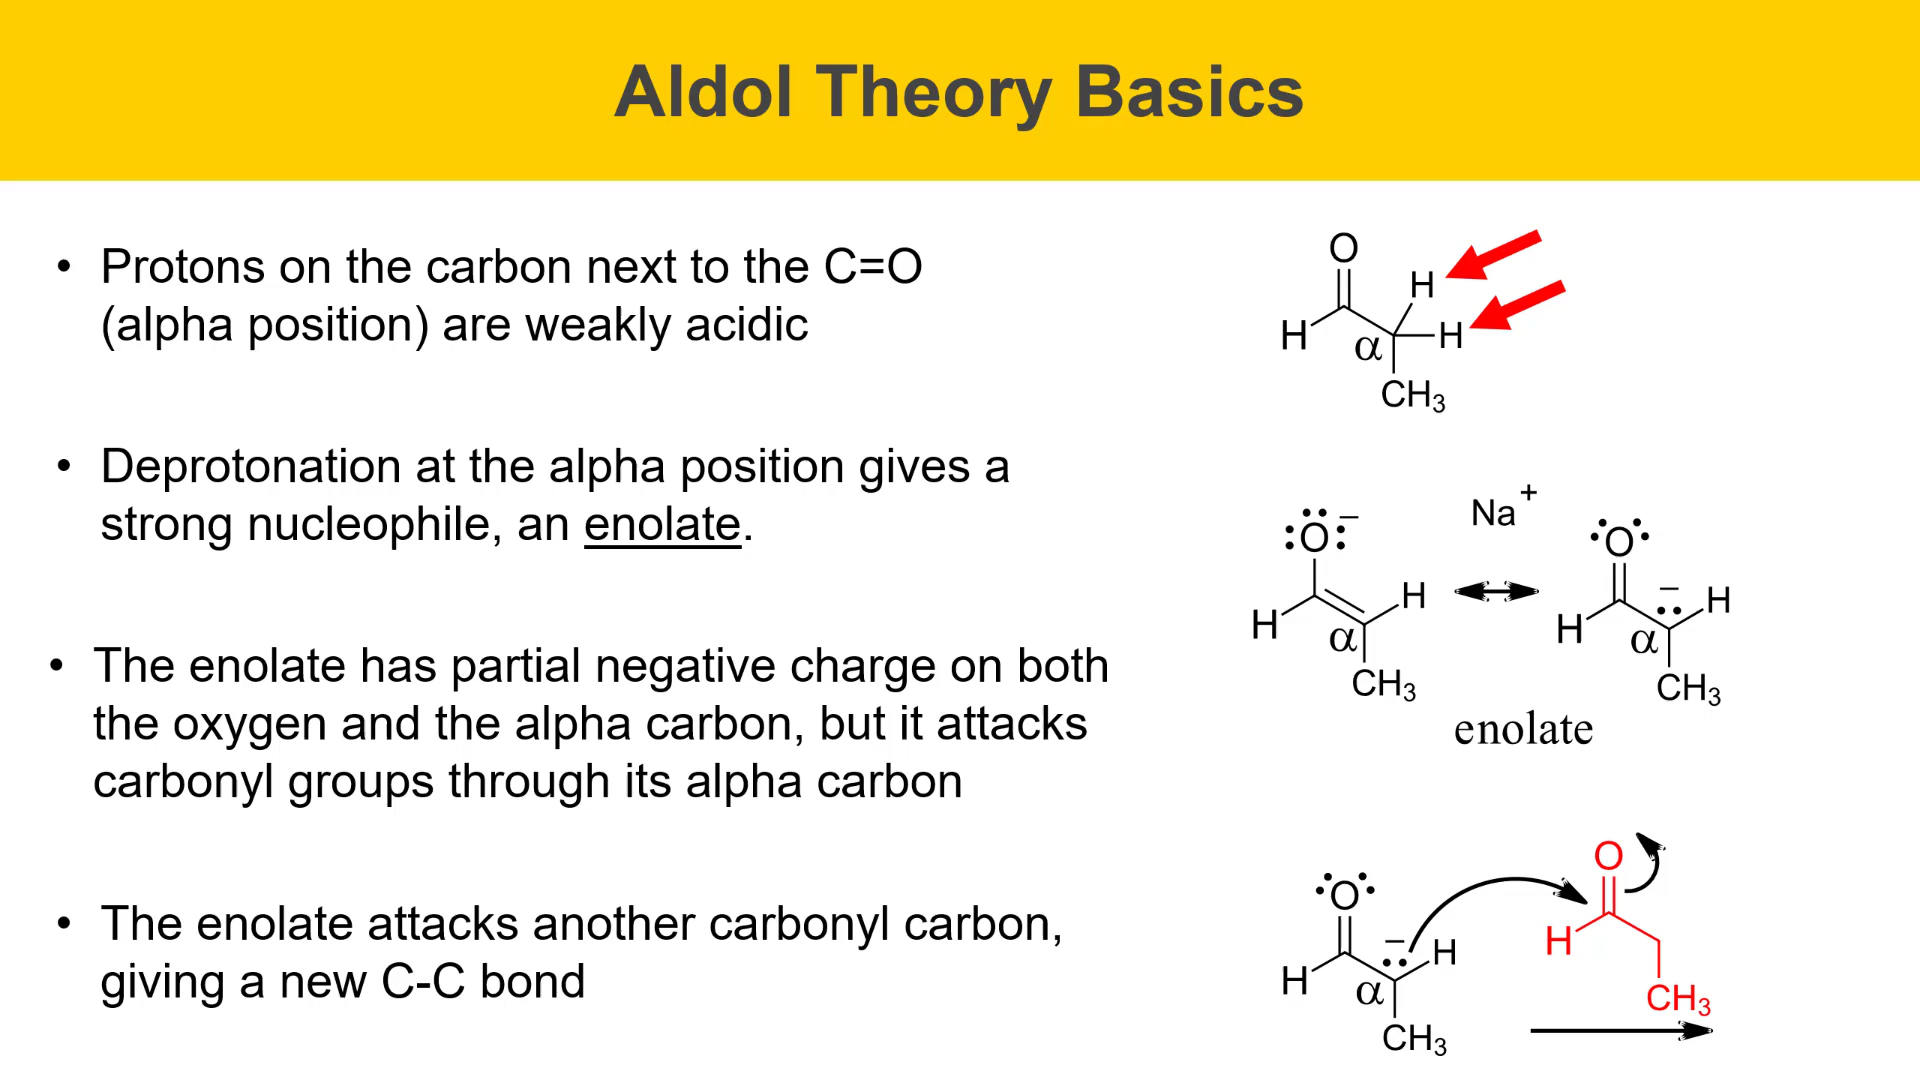 Aldol Theory Basics
• Protons on the carbon next to the C=O
(alpha position) are weakly acidic
O
H
H
H
α
CH₃
• Deprotonation at the alpha position gives a
strong nucleophile, an enolate.
O⁻
H
H
α
CH₃
Na⁺
O
H
−
H
α
CH₃
enolate
• The enolate has partial negative charge on both
the oxygen and the alpha carbon, but it attacks
carbonyl groups through its alpha carbon
• The enolate attacks another carbonyl carbon,
giving a new C-C bond
O
H
−
H
α
CH₃
O
H
CH₃